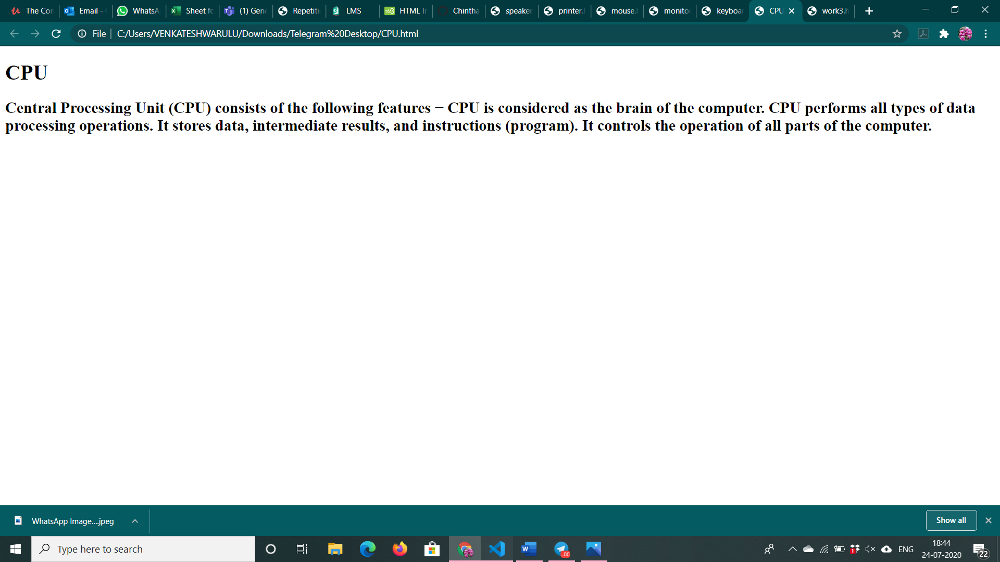 The Con
Email -
WhatsA
Sheet fo
(1) Gene
Repetiti
LMS
HTML Ir
Chintha
speaker
printer.h
mouse.h
monitor
keyboar
CPU
work3.h
File
C:/Users/VENKATESHWARULU/Downloads/Telegram%20Desktop/CPU.html
CPU
Central Processing Unit (CPU) consists of the following features − CPU is considered as the brain of the computer. CPU performs all types of data
processing operations. It stores data, intermediate results, and instructions (program). It controls the operation of all parts of the computer.
WhatsApp Image....jpeg
Show all
Type here to search
ENG
18:44
24-07-2020
22